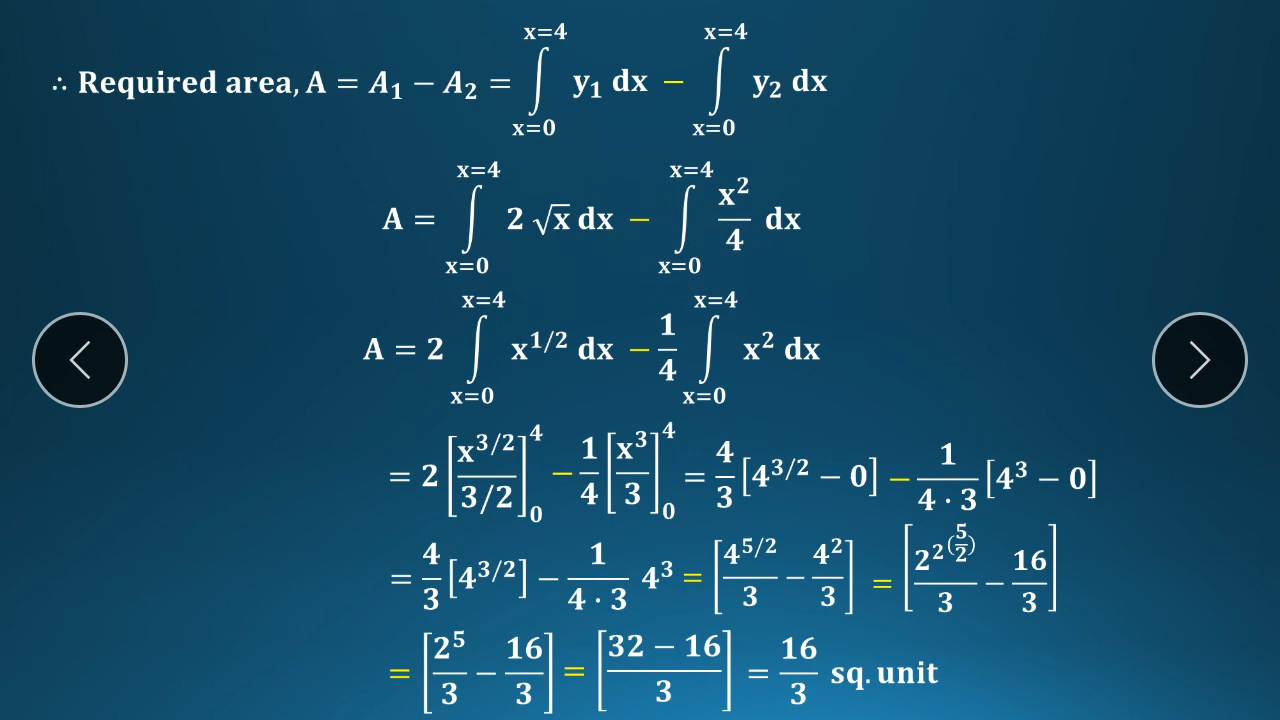 ∴ Required area, A = A₁ − A₂ = ∫_{x=0}^{x=4} y₁ dx − ∫_{x=0}^{x=4} y₂ dx
A = ∫_{x=0}^{x=4} 2 √x dx − ∫_{x=0}^{x=4} x²/4 dx
A = 2 ∫_{x=0}^{x=4} x^{1/2} dx − 1/4 ∫_{x=0}^{x=4} x² dx
= 2 [x^{3/2}/(3/2)]₀⁴ − 1/4 [x³/3]₀⁴ = 4/3 [4^{3/2} − 0] − 1/(4 · 3) [4³ − 0]
= 4/3 [4^{3/2}] − 1/(4 · 3) 4³ = [4^{5/2}/3 − 4²/3] = [2^{2(5/2)}/3 − 16/3]
= [2⁵/3 − 16/3] = [(32 − 16)/3] = 16/3 sq. unit